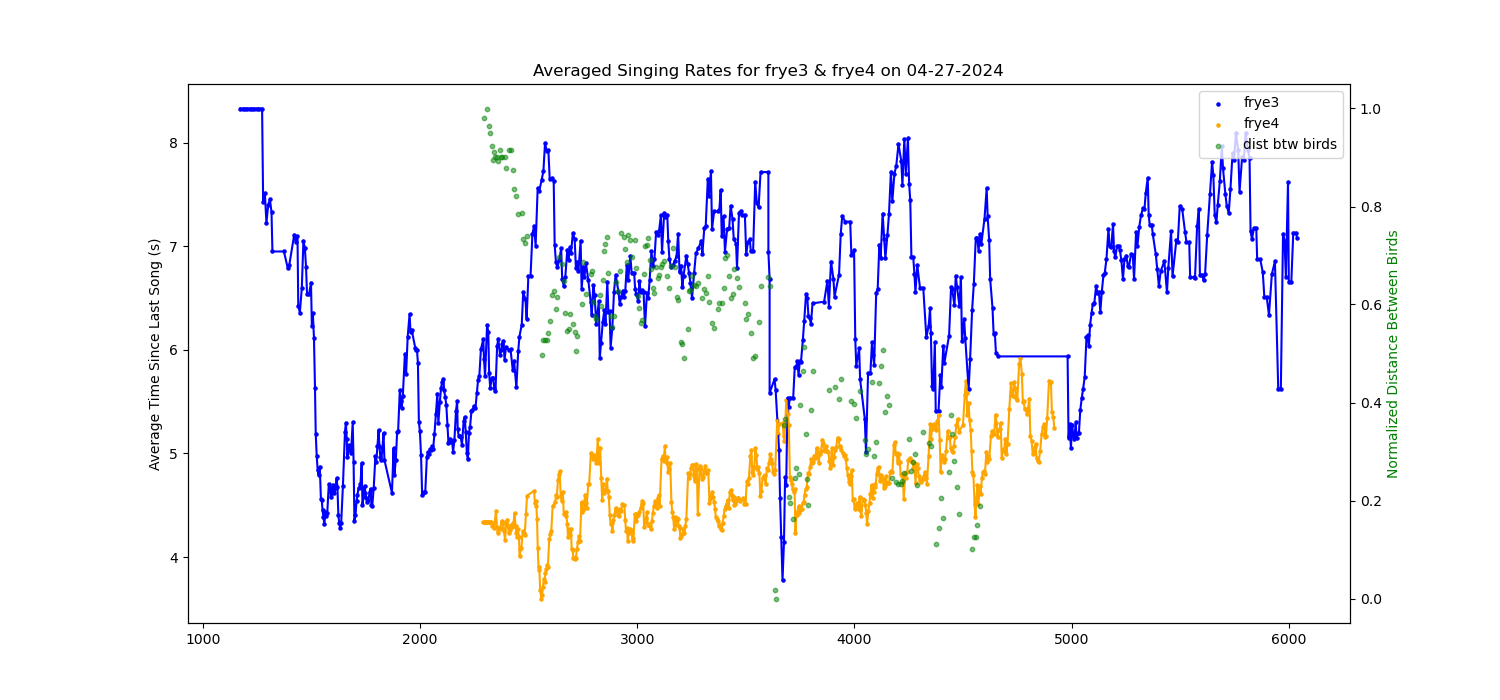 Averaged Singing Rates for frye3 & frye4 on 04-27-2024
frye3
frye4
dist btw birds
Average Time Since Last Song (s)
8
7
6
5
4
1.0
0.8
0.6
0.4
0.2
0.0
Normalized Distance Between Birds
1000
2000
3000
4000
5000
6000